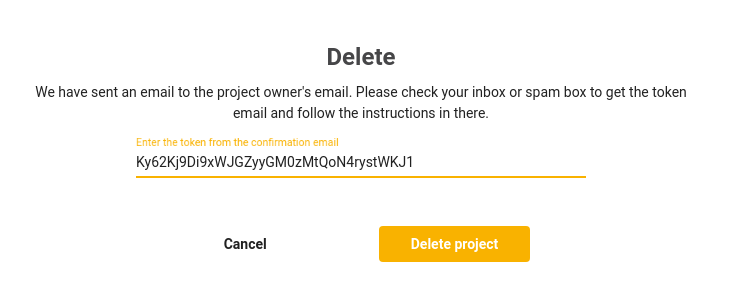 Delete
We have sent an email to the project owner's email. Please check your inbox or spam box to get the token
email and follow the instructions in there.
Enter the token from the confirmation email
Ky62Kj9Di9xWJGZyyGM0zMtQoN4rystWKJ1
Cancel
Delete project